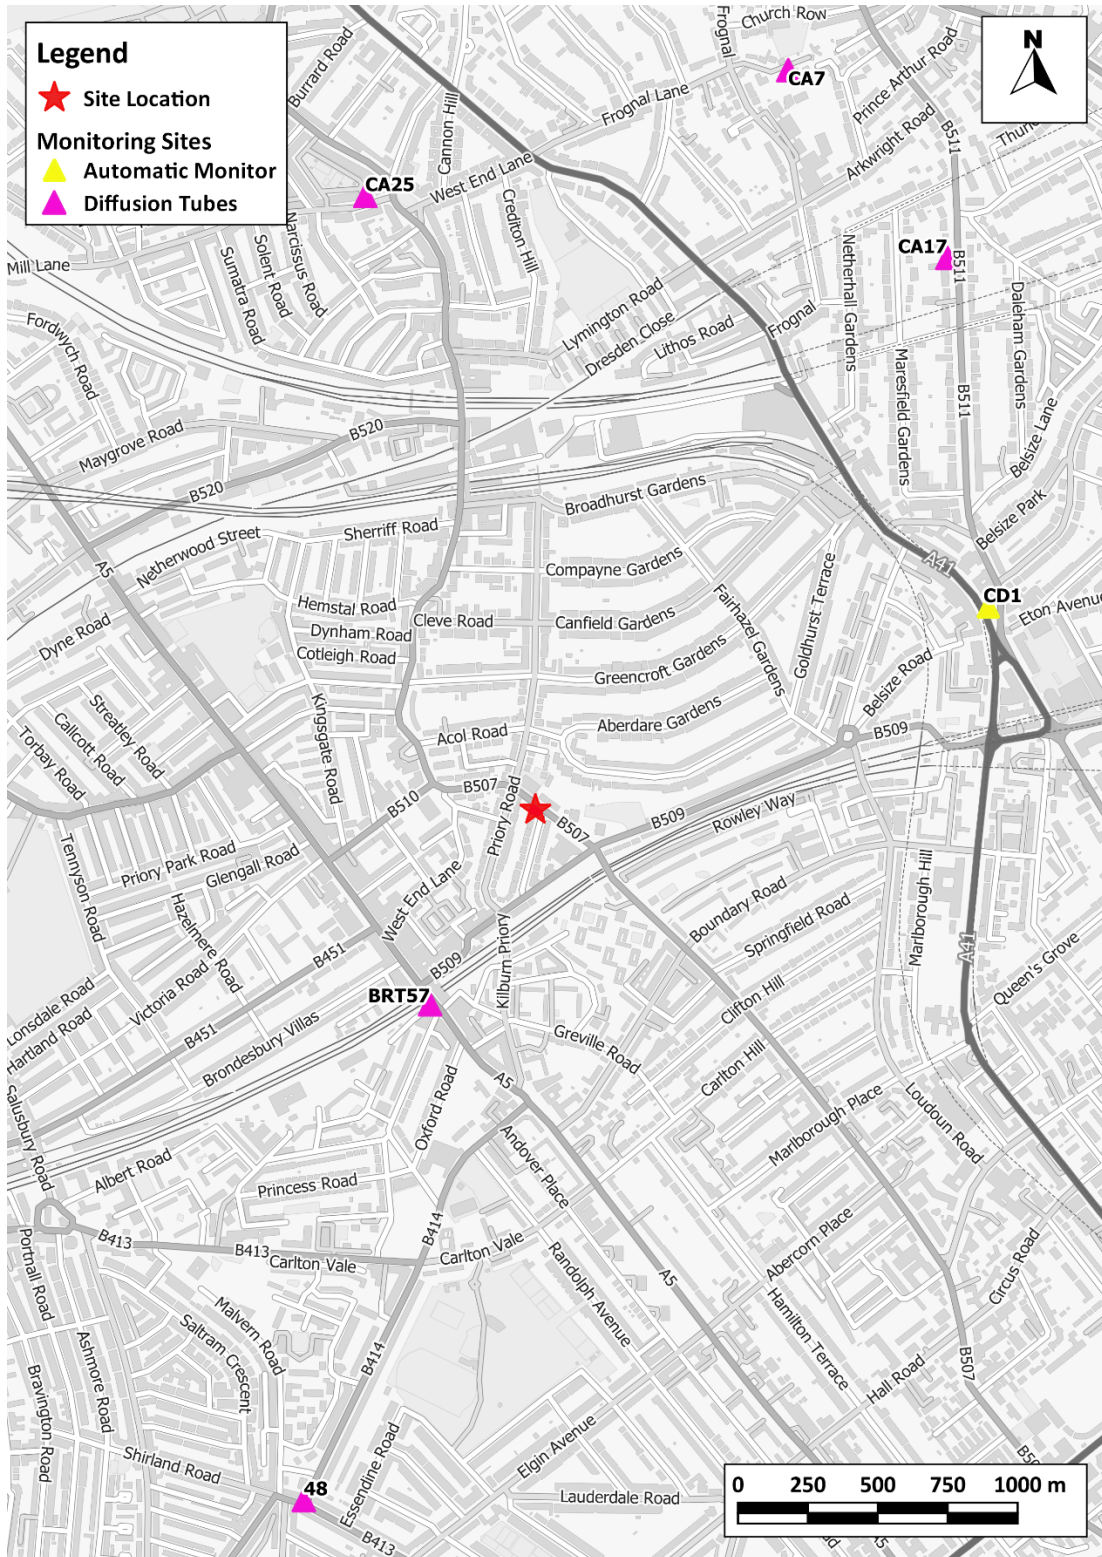 Legend
Site Location
Monitoring Sites
Automatic Monitor
Diffusion Tubes
N
Church Row
Frognal
CA7
Prince Arthur Road
Burrard Road
Cannon Hill
Frognal Lane
B511
Arkwright Road
CA25
West End Lane
Crediton Hill
Narcissus Road
Solent Road
Sumatra Road
Mill Lane
CA17
B511
Netherhall Gardens
Daleham Gardens
Lymington Road
Dresden Close
Lithos Road
Frognal
Fordwych Road
Maresfield Gardens
B511
Belsize Lane
Maygrove Road
B520
B520
Broadhurst Gardens
Belsize Park
Sherriff Road
Netherwood Street
A5
A41
Compayne Gardens
Fairhazel Gardens
Goldhurst Terrace
CD1
Eton Avenue
Hemstal Road
Dynham Road
Cleve Road
Canfield Gardens
Cotleigh Road
Dyne Road
Greencroft Gardens
Belsize Road
Streatley Road
Callcott Road
Torbay Road
Kingsgate Road
Aberdare Gardens
Acol Road
B509
B507
B510
Priory Road
B507
B509
Rowley Way
Tennyson Road
Priory Park Road
Glengall Road
West End Lane
Hazelmere Road
Boundary Road
Marlborough Hill
Springfield Road
B451
Victoria Road
Kilburn Priory
B509
A41
Queen's Grove
BRT57
Lonsdale Road
Hartland Road
B451
Brondesbury Villas
Clifton Hill
Greville Road
Carlton Hill
A5
Salusbury Road
Oxford Road
Loudoun Road
Marlborough Place
Albert Road
Andover Place
Princess Road
B414
B413
B413
Carlton Vale
Carlton Vale
Abercorn Place
Circus Road
Portnall Road
Randolph Avenue
A5
Malvern Road
Saltram Crescent
Hamilton Terrace
Ashmore Road
B414
Bravington Road
Hall Road
B507
Shirland Road
Essendine Road
Elgin Avenue
48
Lauderdale Road
B413
A5
0 250 500 750 1000 m